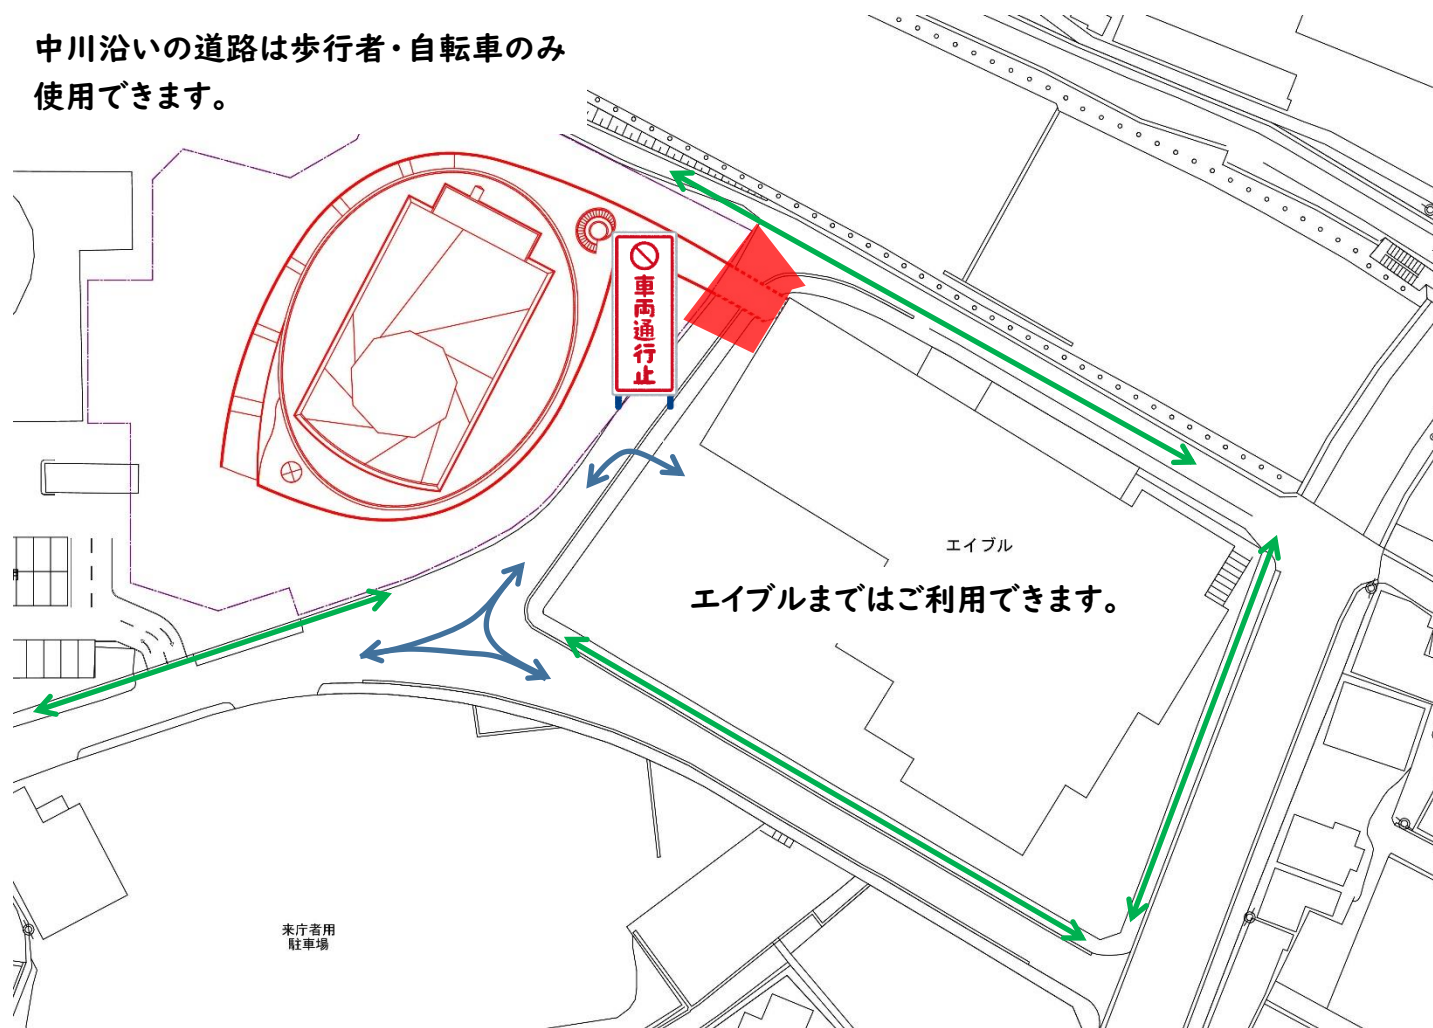 中川沿いの道路は歩行者・自転車のみ
使用できます。
車両通行止
エイブル
エイブルまではご利用できます。
来庁者用
駐車場